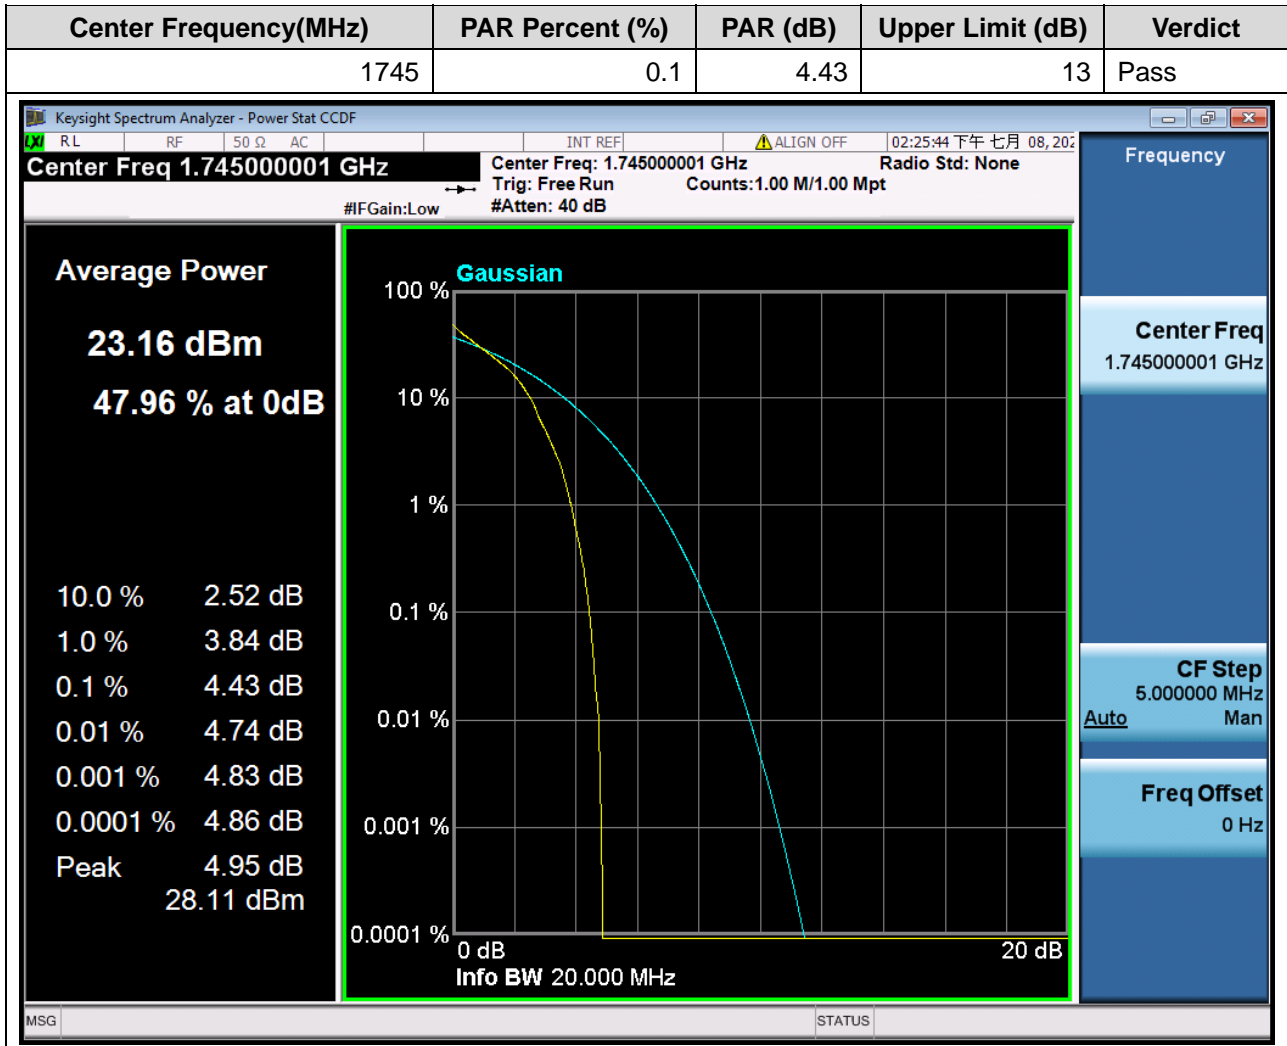 Center Frequency(MHz) PAR Percent (%) PAR (dB) Upper Limit (dB) Verdict
1745 0.1 4.43 13 Pass
Keysight Spectrum Analyzer - Power Stat CCDF
LXI RL RF 50 Ω AC INT REF ALIGN OFF 02:25:44 下午 七月 08, 202
Center Freq 1.745000001 GHz
Center Freq: 1.745000001 GHz Radio Std: None
Trig: Free Run Counts:1.00 M/1.00 Mpt
#IFGain:Low #Atten: 40 dB
Frequency
Average Power
23.16 dBm
47.96 % at 0dB
10.0 % 2.52 dB
1.0 % 3.84 dB
0.1 % 4.43 dB
0.01 % 4.74 dB
0.001 % 4.83 dB
0.0001 % 4.86 dB
Peak 4.95 dB
28.11 dBm
Gaussian
100 %
10 %
1 %
0.1 %
0.01 %
0.001 %
0.0001 %
0 dB 20 dB
Info BW 20.000 MHz
Center Freq
1.745000001 GHz
CF Step
5.000000 MHz
Auto Man
Freq Offset
0 Hz
MSG STATUS